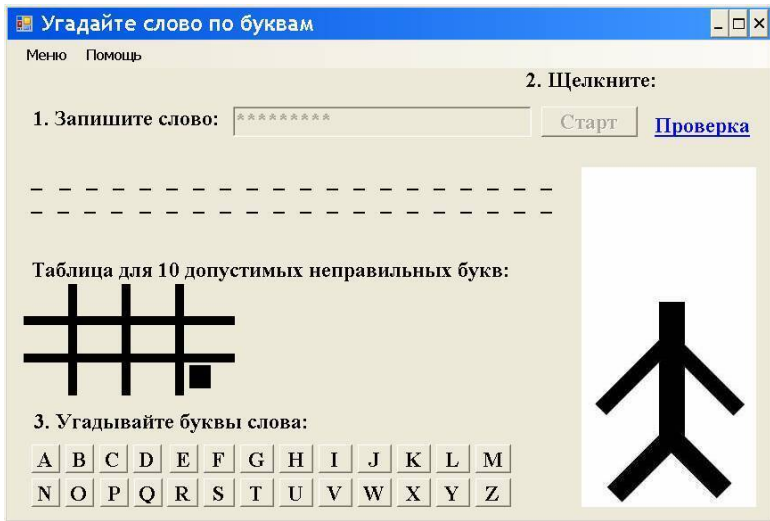 Угадайте слово по буквам
Меню Помощь
2. Щелкните:
1. Запишите слово: ********* Старт Проверка
_ _ _ _ _ _ _ _ _ _ _ _ _ _ _ _ _ _ _ _
_ _ _ _ _ _ _ _ _ _ _ _ _ _ _ _ _ _ _ _
Таблица для 10 допустимых неправильных букв:
3. Угадывайте буквы слова:
A B C D E F G H I J K L M
N O P Q R S T U V W X Y Z